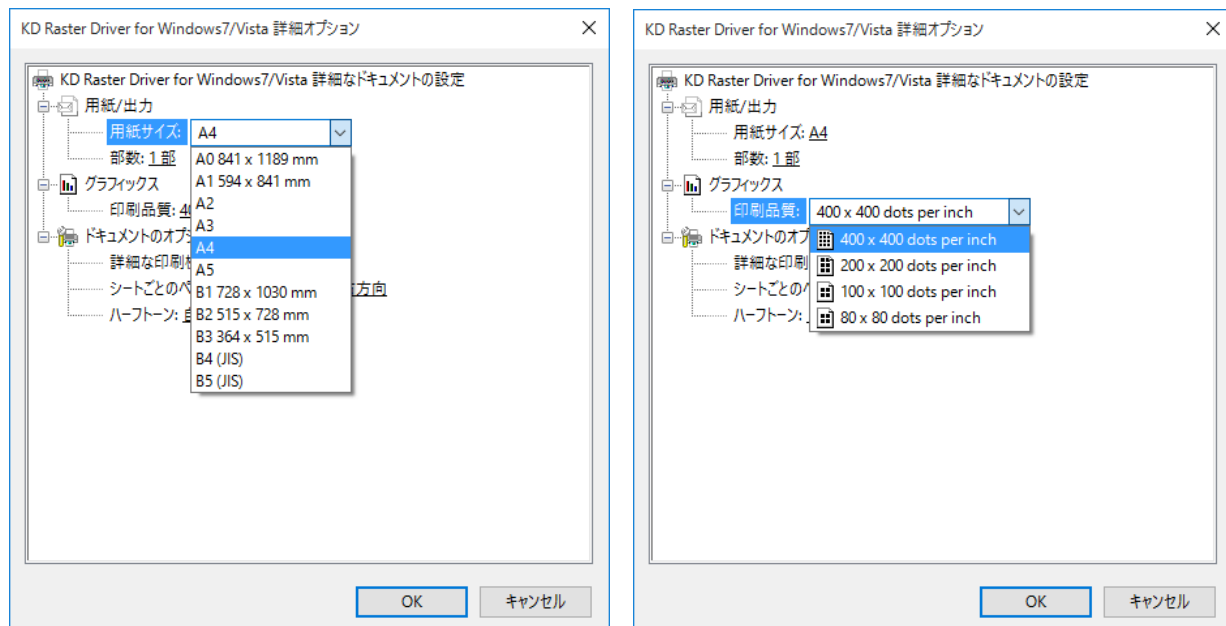 KD Raster Driver for Windows7/Vista 詳細オプション
KD Raster Driver for Windows7/Vista 詳細なドキュメントの設定
用紙/出力
用紙サイズ: A4
部数: 1 部
A0 841 x 1189 mm
A1 594 x 841 mm
A2
A3
A4
A5
B1 728 x 1030 mm
B2 515 x 728 mm
B3 364 x 515 mm
B4 (JIS)
B5 (JIS)
グラフィックス
印刷品質:
ドキュメントのオプシ
詳細な印刷
シートごとのペ
右方向
ハーフトーン:
OK
キャンセル
KD Raster Driver for Windows7/Vista 詳細オプション
KD Raster Driver for Windows7/Vista 詳細なドキュメントの設定
用紙/出力
用紙サイズ: A4
部数: 1 部
グラフィックス
印刷品質: 400 x 400 dots per inch
400 x 400 dots per inch
200 x 200 dots per inch
100 x 100 dots per inch
80 x 80 dots per inch
ドキュメントのオプ
詳細な印刷
シートごとの
ハーフトーン:
OK
キャンセル